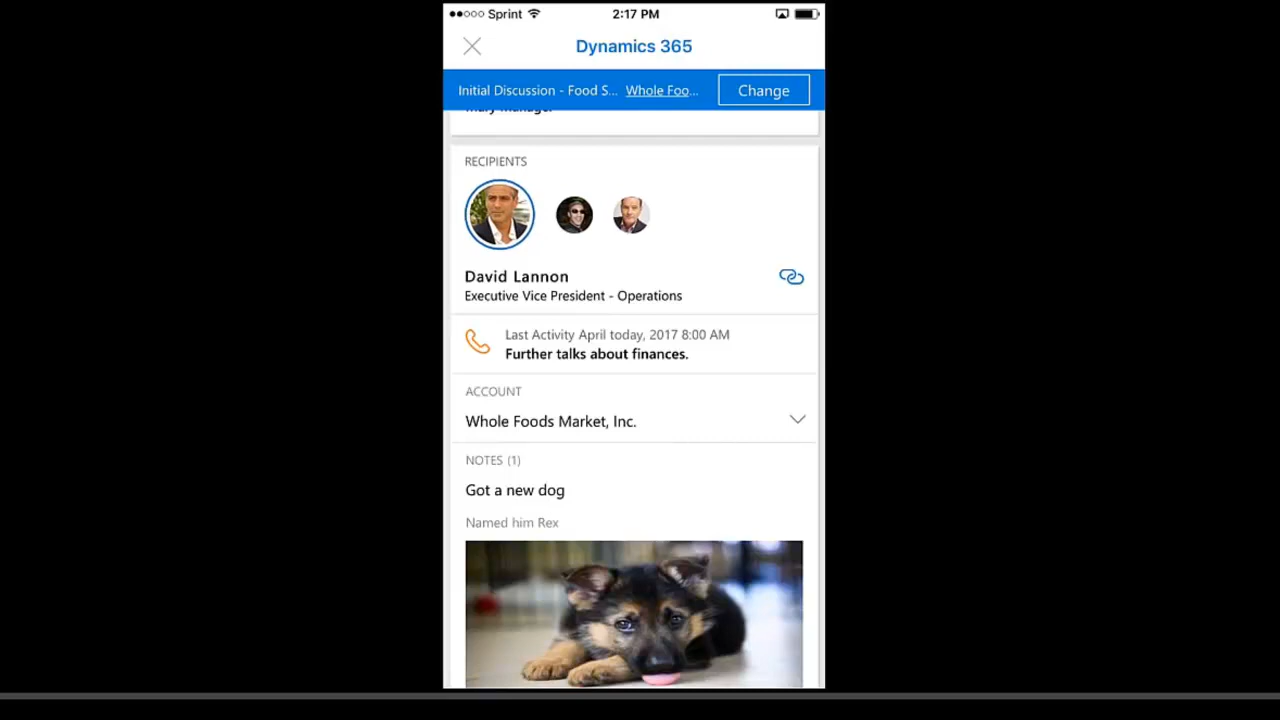 ●●○○○ Sprint 2:17 PM
Dynamics 365
Initial Discussion - Food S... Whole Foo... Change
mary manager
RECIPIENTS
David Lannon
Executive Vice President - Operations
Last Activity April today, 2017 8:00 AM
Further talks about finances.
ACCOUNT
Whole Foods Market, Inc.
NOTES (1)
Got a new dog
Named him Rex